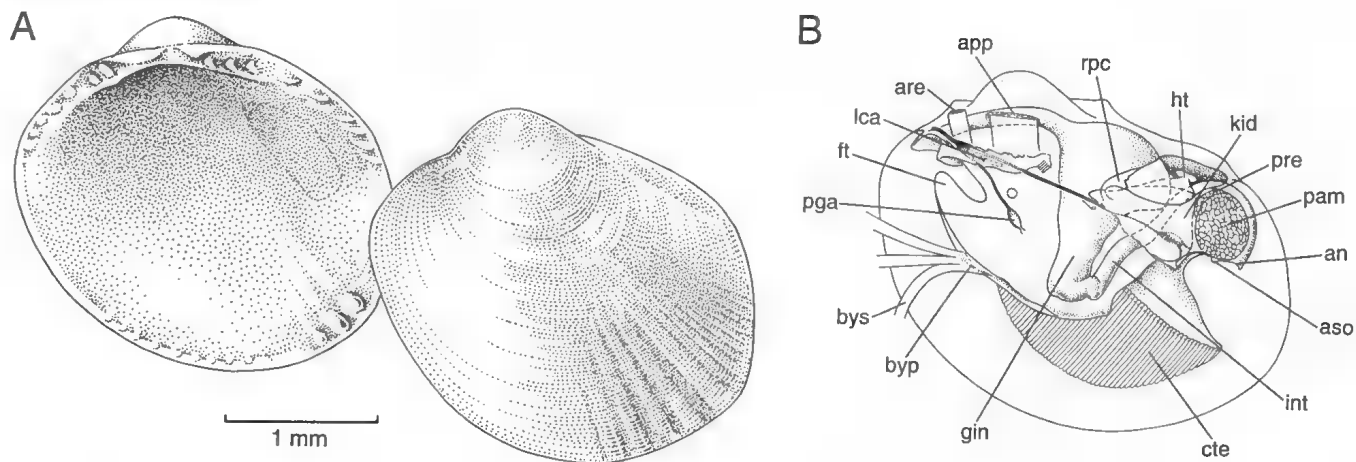 A
1 mm
B
app
rpc
are
ht
lca
kid
ft
pre
pga
pam
an
bys
aso
byp
int
gin
cte